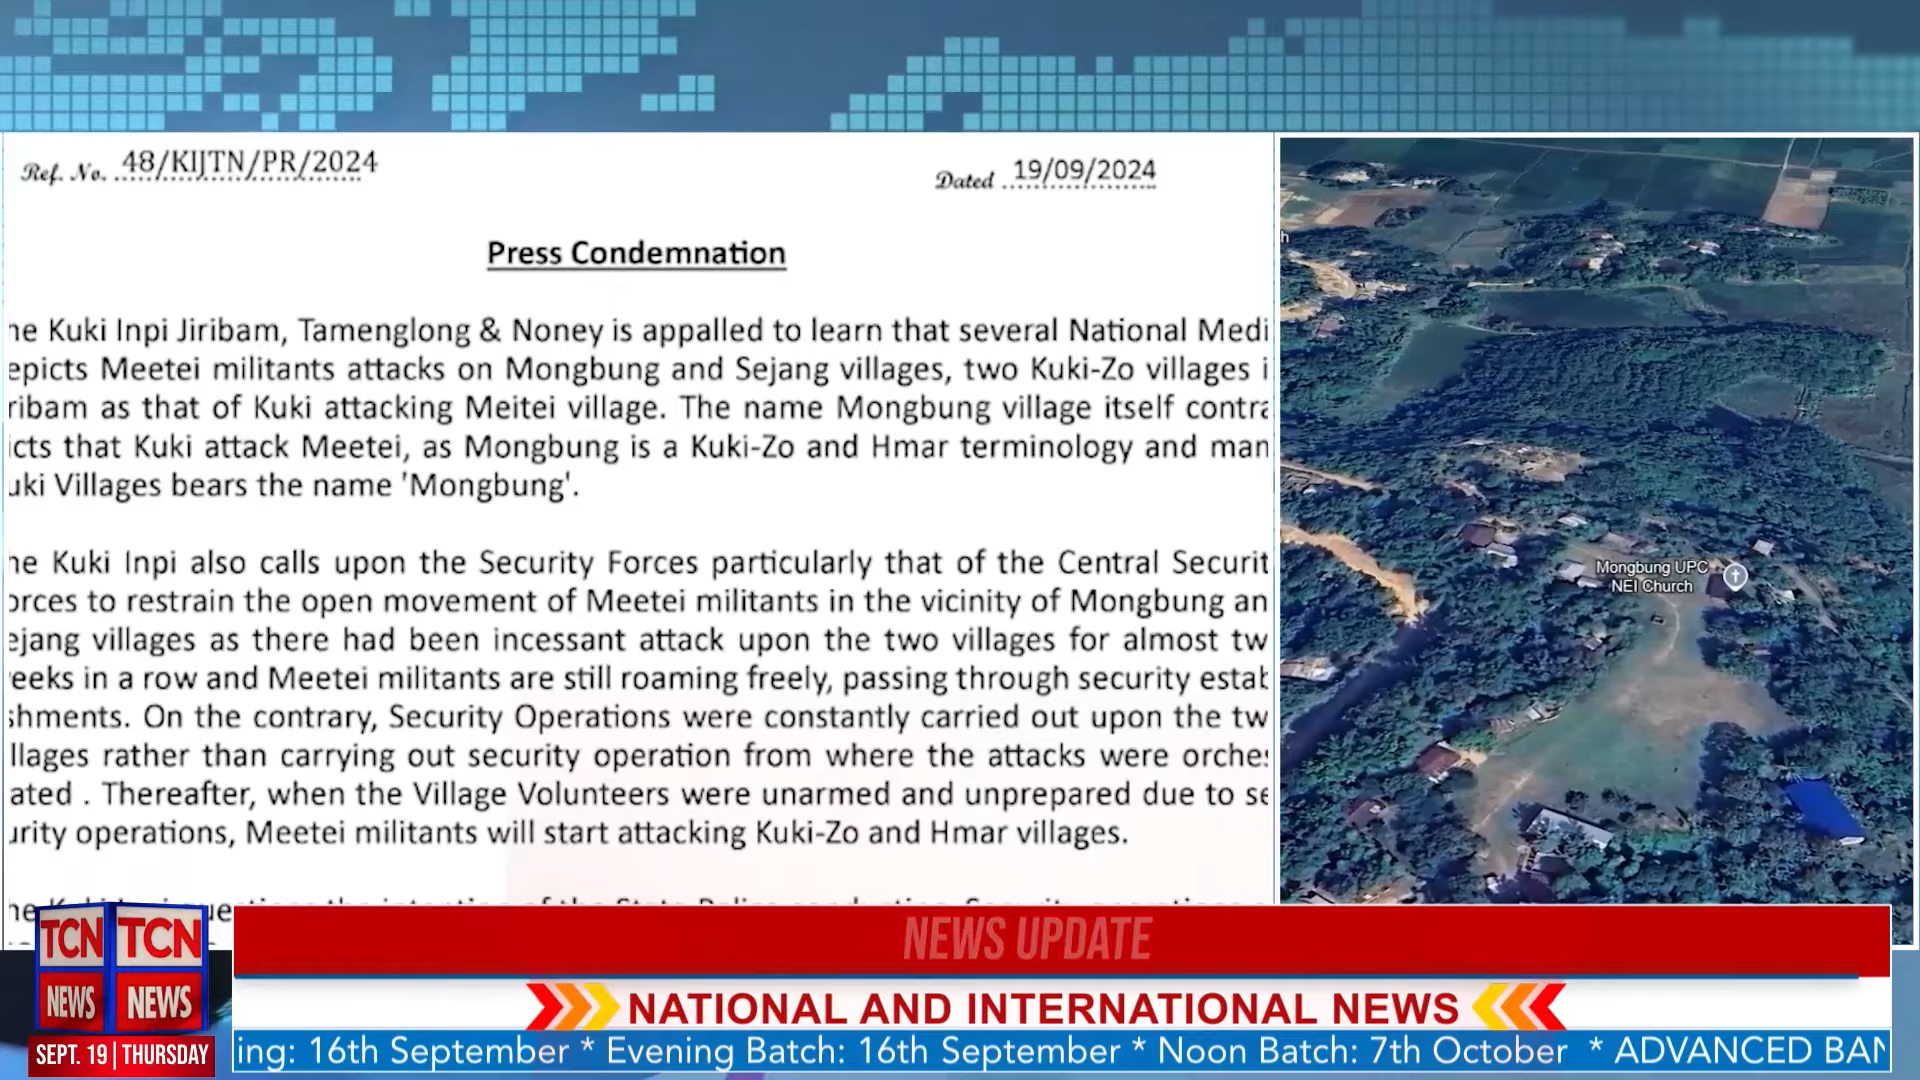 Ref. No. 48/KIJTN/PR/2024
Dated 19/09/2024
Press Condemnation
he Kuki Inpi Jiribam, Tamenglong & Noney is appalled to learn that several National Medi
epicts Meetei militants attacks on Mongbung and Sejang villages, two Kuki-Zo villages i
ribam as that of Kuki attacking Meitei village. The name Mongbung village itself contra
icts that Kuki attack Meetei, as Mongbung is a Kuki-Zo and Hmar terminology and man
uki Villages bears the name 'Mongbung'.
he Kuki Inpi also calls upon the Security Forces particularly that of the Central Securit
orces to restrain the open movement of Meetei militants in the vicinity of Mongbung an
ejang villages as there had been incessant attack upon the two villages for almost tw
eeks in a row and Meetei militants are still roaming freely, passing through security estab
shments. On the contrary, Security Operations were constantly carried out upon the tw
llages rather than carrying out security operation from where the attacks were orches
ated . Thereafter, when the Village Volunteers were unarmed and unprepared due to se
urity operations, Meetei militants will start attacking Kuki-Zo and Hmar villages.
h
Mongbung UPC
NEI Church
TCN TCN
NEWS NEWS
SEPT. 19 | THURSDAY
NEWS UPDATE
NATIONAL AND INTERNATIONAL NEWS
ing: 16th September * Evening Batch: 16th September * Noon Batch: 7th October * ADVANCED BAN